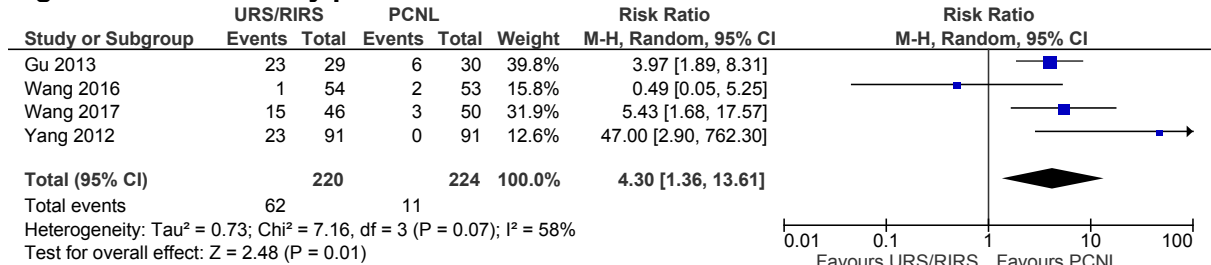 URS/RIRS PCNL Risk Ratio Risk Ratio
Study or Subgroup Events Total Events Total Weight M-H, Random, 95% CI M-H, Random, 95% CI
Gu 2013 23 29 6 30 39.8% 3.97 [1.89, 8.31]
Wang 2016 1 54 2 53 15.8% 0.49 [0.05, 5.25]
Wang 2017 15 46 3 50 31.9% 5.43 [1.68, 17.57]
Yang 2012 23 91 0 91 12.6% 47.00 [2.90, 762.30]
Total (95% CI) 220 224 100.0% 4.30 [1.36, 13.61]
Total events 62 11
Heterogeneity: Tau² = 0.73; Chi² = 7.16, df = 3 (P = 0.07); I² = 58%
Test for overall effect: Z = 2.48 (P = 0.01)
0.01 0.1 1 10 100
Favours URS/RIRS Favours PCNL